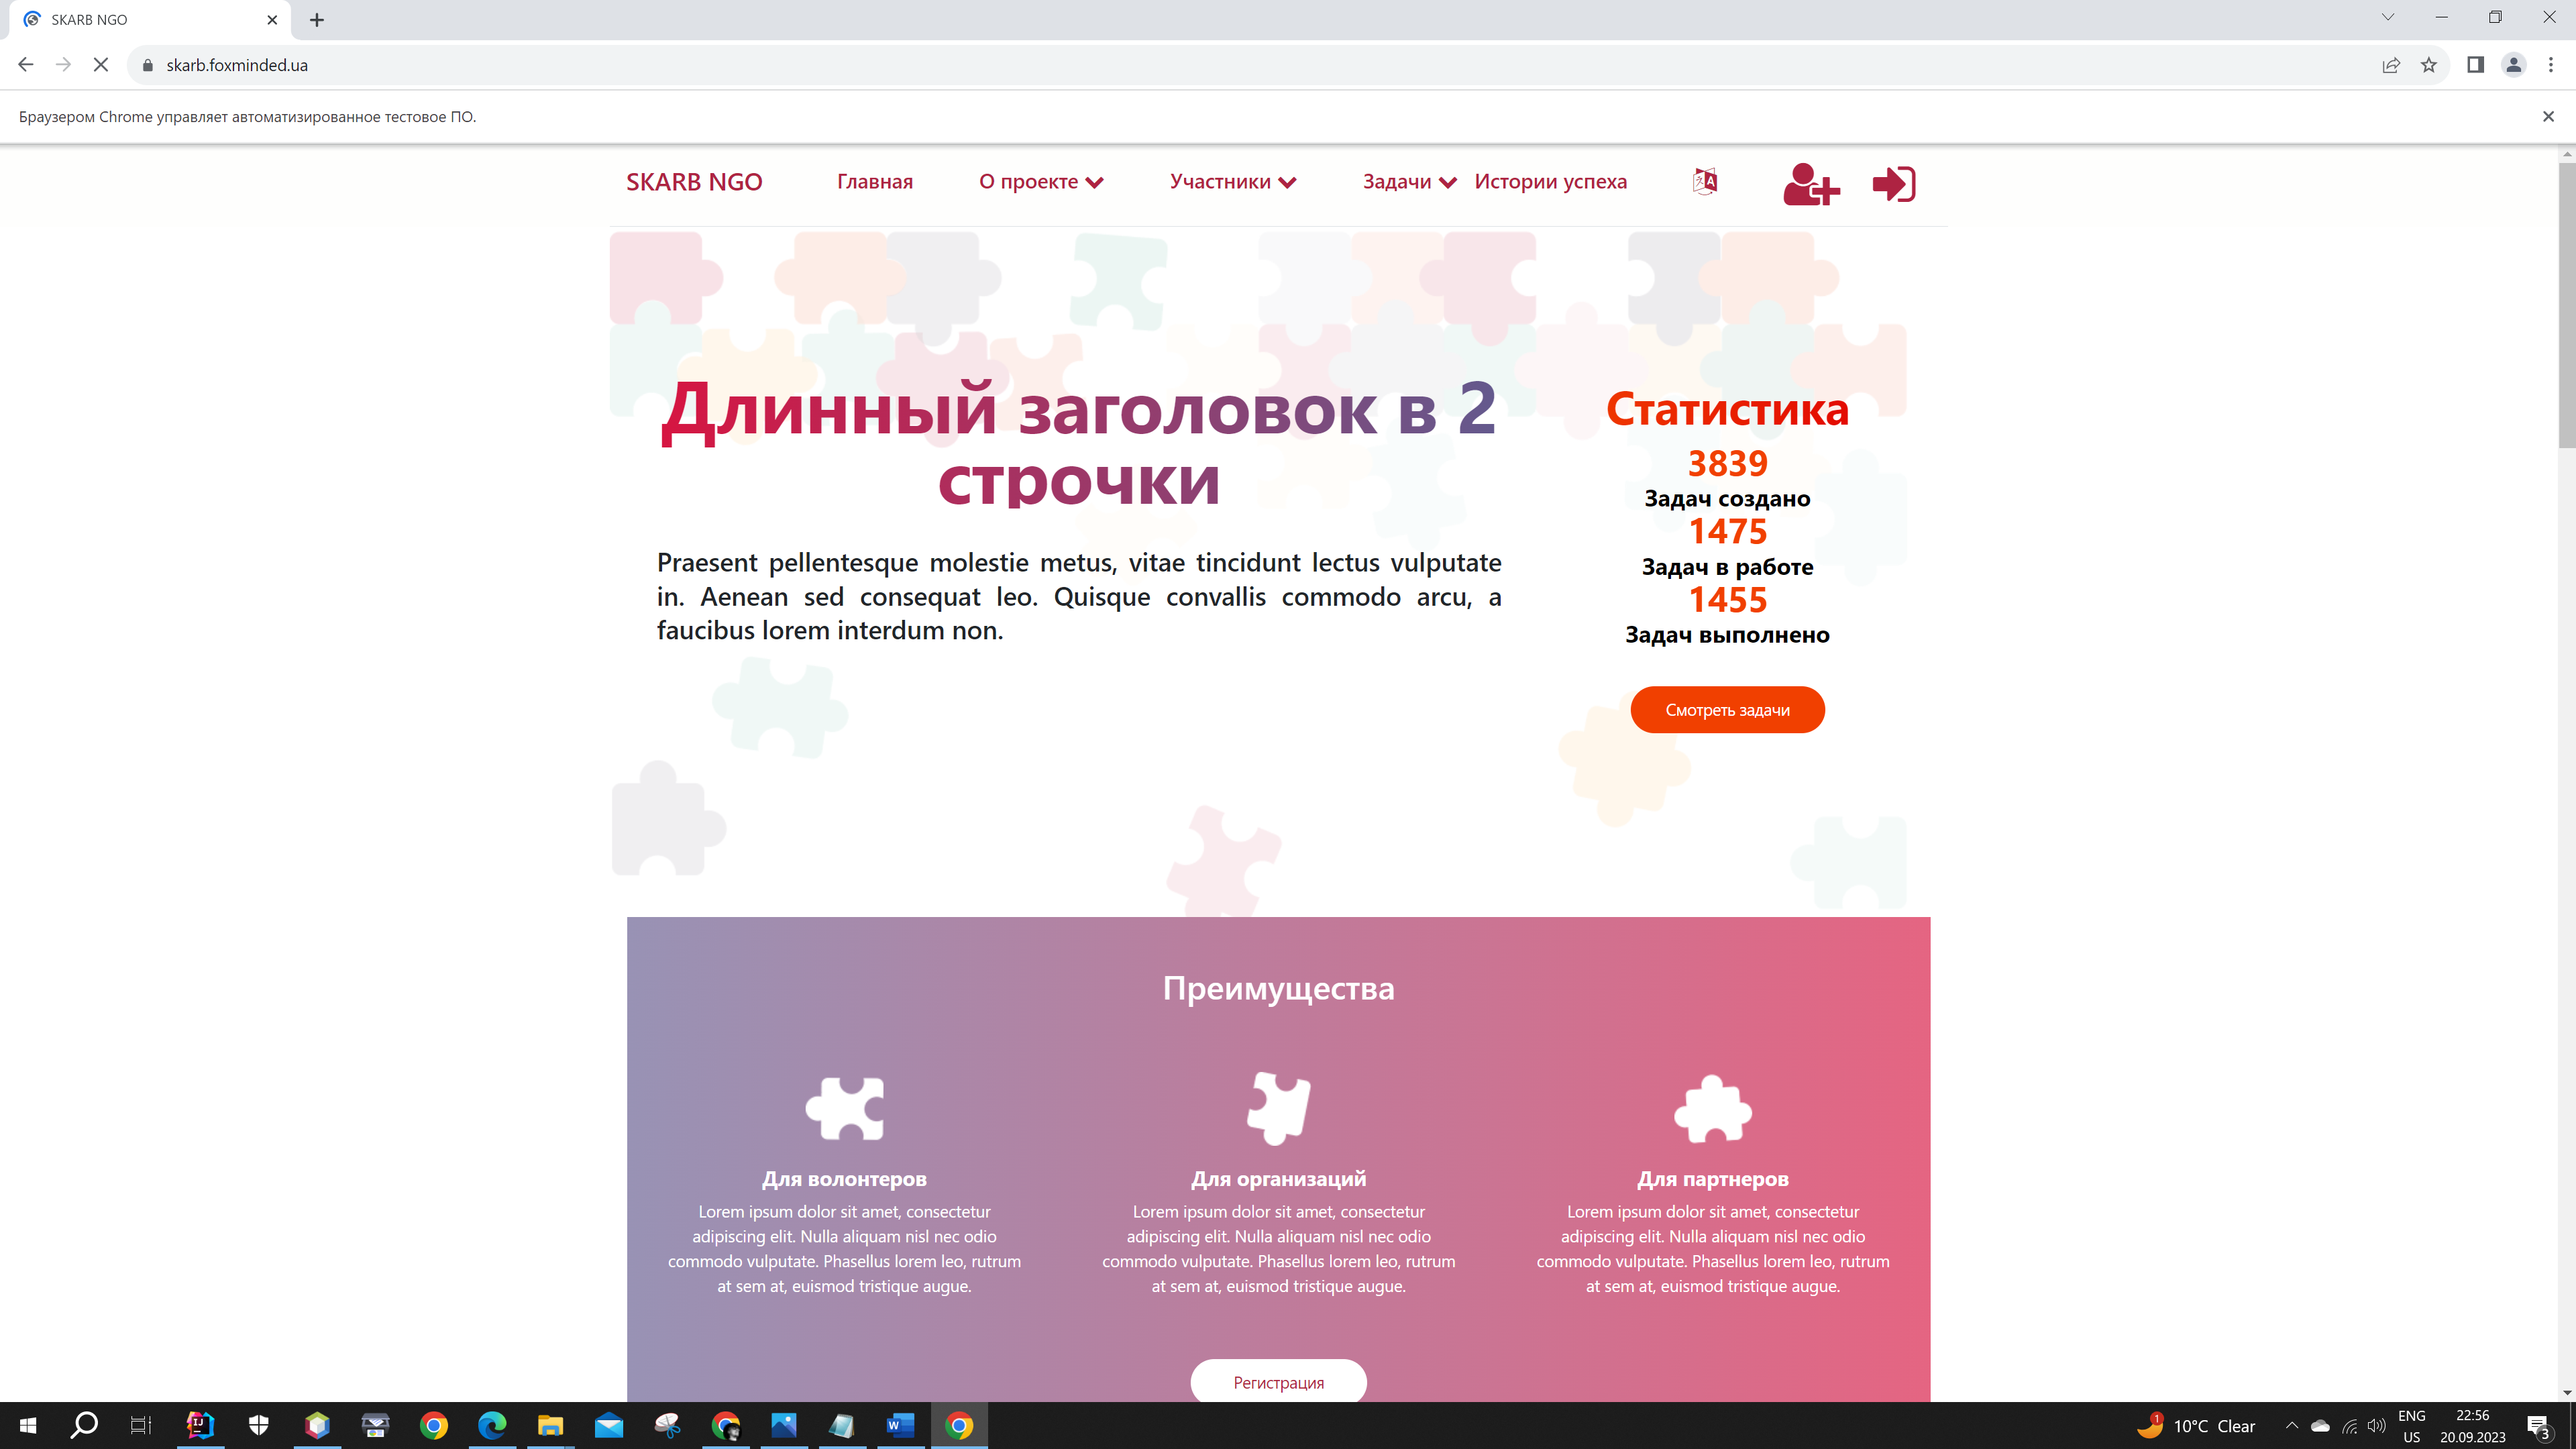 SKARB NGO
skarb.foxminded.ua
Браузером Chrome управляет автоматизированное тестовое ПО.
SKARB NGO
Главная
О проекте
Участники
Задачи
Истории успеха
Длинный заголовок в 2
строчки
Praesent pellentesque molestie metus, vitae tincidunt lectus vulputate
in. Aenean sed consequat leo. Quisque convallis commodo arcu, a
faucibus lorem interdum non.
Статистика
3839
Задач создано
1475
Задач в работе
1455
Задач выполнено
Смотреть задачи
Преимущества
Для волонтеров
Lorem ipsum dolor sit amet, consectetur
adipiscing elit. Nulla aliquam nisl nec odio
commodo vulputate. Phasellus lorem leo, rutrum
at sem at, euismod tristique augue.
Для организаций
Lorem ipsum dolor sit amet, consectetur
adipiscing elit. Nulla aliquam nisl nec odio
commodo vulputate. Phasellus lorem leo, rutrum
at sem at, euismod tristique augue.
Для партнеров
Lorem ipsum dolor sit amet, consectetur
adipiscing elit. Nulla aliquam nisl nec odio
commodo vulputate. Phasellus lorem leo, rutrum
at sem at, euismod tristique augue.
Регистрация
1
10°C Clear
ENG
US
22:56
20.09.2023
3